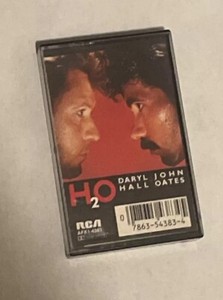 DARYL JOHN
HALL OATES
H2O
RCA
0
78635-4383-4